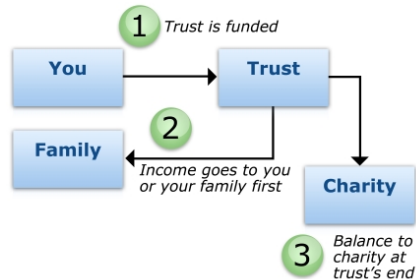 1 Trust is funded
You
Trust
2
Family
Income goes to you
or your family first
Charity
3
Balance to
charity at
trust's end